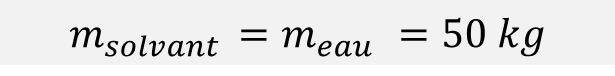 m_solvant = m_eau = 50 kg